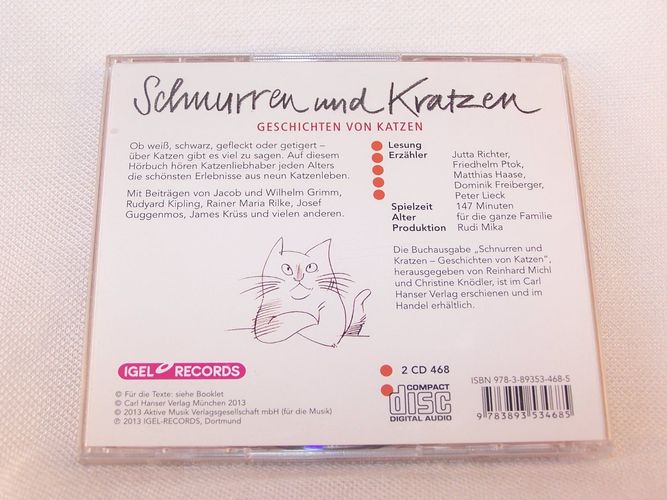 Schnurren und Kratzen
GESCHICHTEN VON KATZEN
Ob weiß, schwarz, gefleckt oder getigert –
über Katzen gibt es viel zu sagen. Auf diesem
Hörbuch hören Katzenliebhaber jeden Alters
die schönsten Erlebnisse aus neun Katzenleben.
Mit Beiträgen von Jacob und Wilhelm Grimm,
Rudyard Kipling, Rainer Maria Rilke, Josef
Guggenmos, James Krüss und vielen anderen.
Lesung
Erzähler Jutta Richter,
Friedhelm Ptok,
Matthias Haase,
Dominik Freiberger,
Peter Lieck
Spielzeit 147 Minuten
Alter für die ganze Familie
Produktion Rudi Mika
Die Buchausgabe „Schnurren und
Kratzen – Geschichten von Katzen",
herausgegeben von Reinhard Michl
und Christine Knödler, ist im Carl
Hanser Verlag erschienen und im
Handel erhältlich.
IGEL RECORDS
© Für die Texte: siehe Booklet
© Carl Hanser Verlag München 2013
© 2013 Aktive Musik Verlagsgesellschaft mbH (für die Musik)
℗ 2013 IGEL-RECORDS, Dortmund
2 CD 468
COMPACT
disc
DIGITAL AUDIO
ISBN 978-3-89353-468-5
9 783893 534685